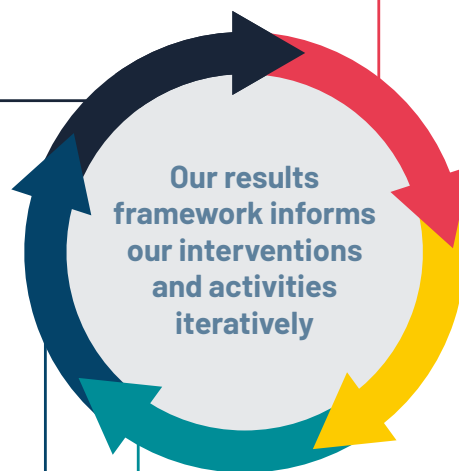 Our results
framework informs
our interventions
and activities
iteratively